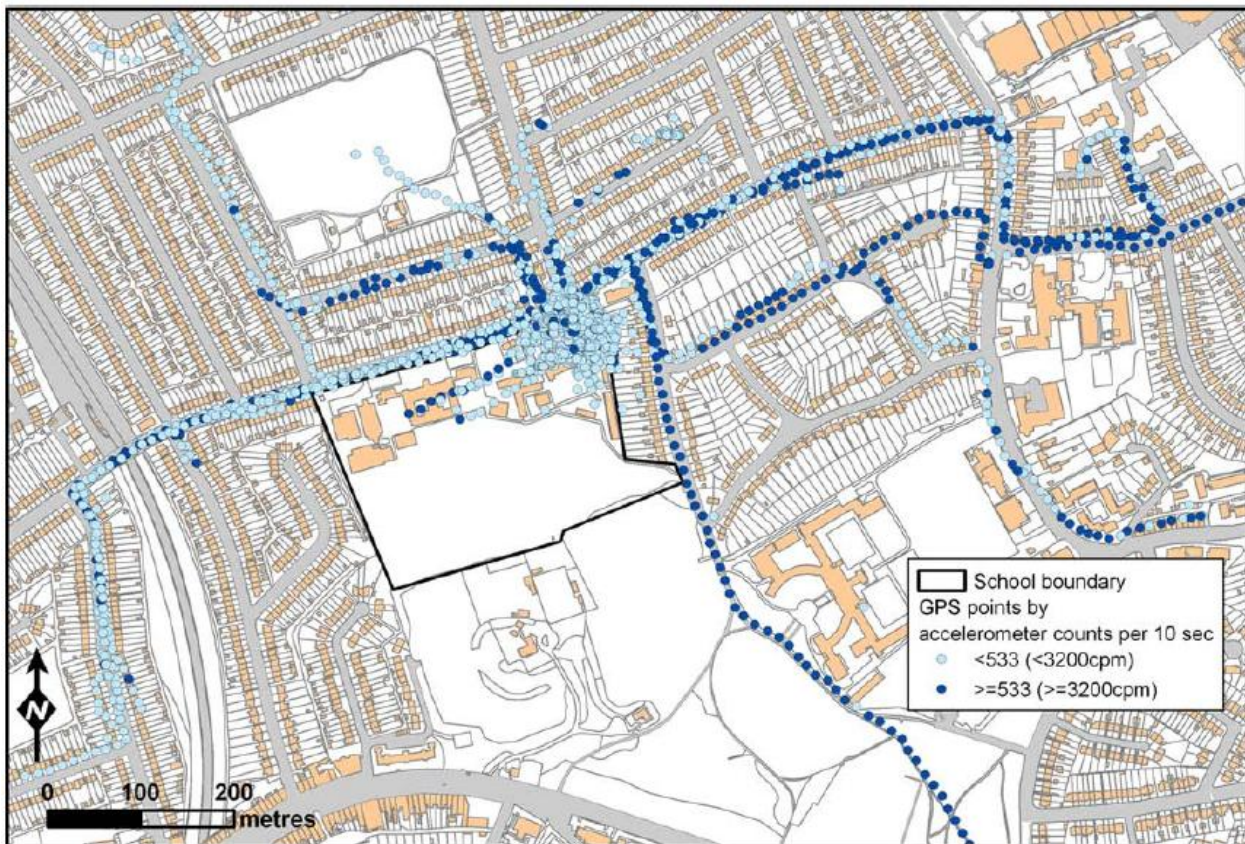 School boundary
GPS points by
accelerometer counts per 10 sec
<533 (<3200cpm)
>=533 (>=3200cpm)
N
0 100 200
metres